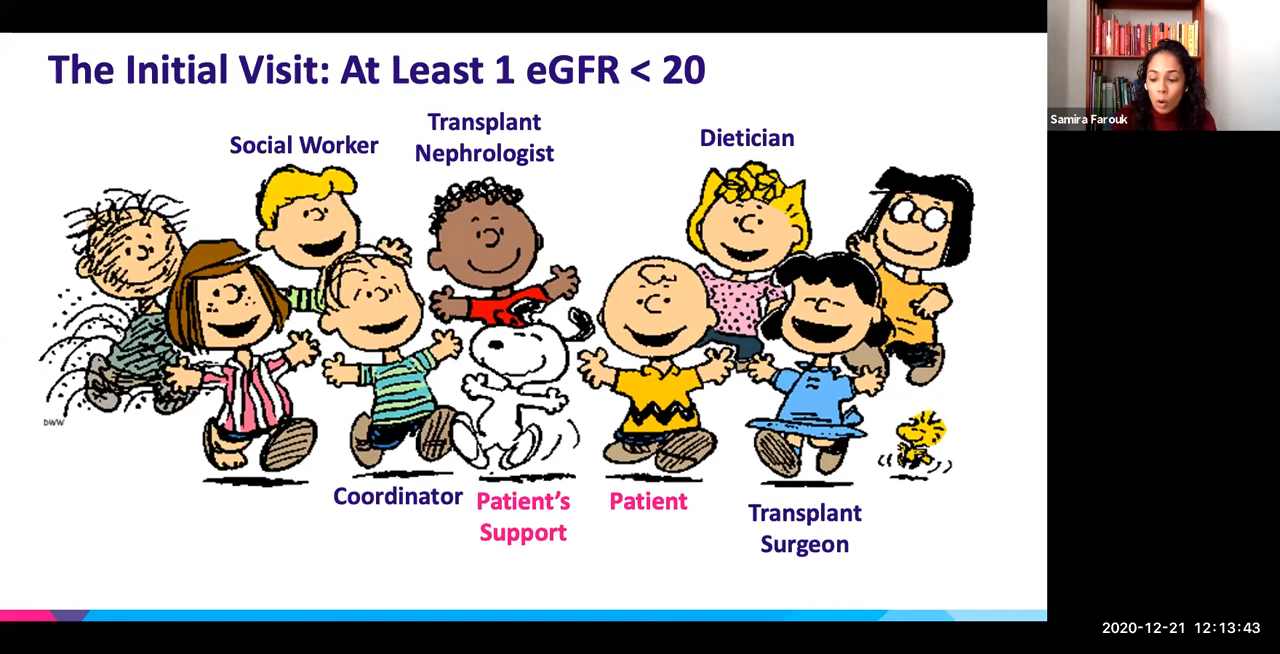 The Initial Visit: At Least 1 eGFR < 20
Samira Farouk
Social Worker
Transplant
Nephrologist
Dietician
BWW
Coordinator
Patient's
Support
Patient
Transplant
Surgeon
2020-12-21 12:13:43